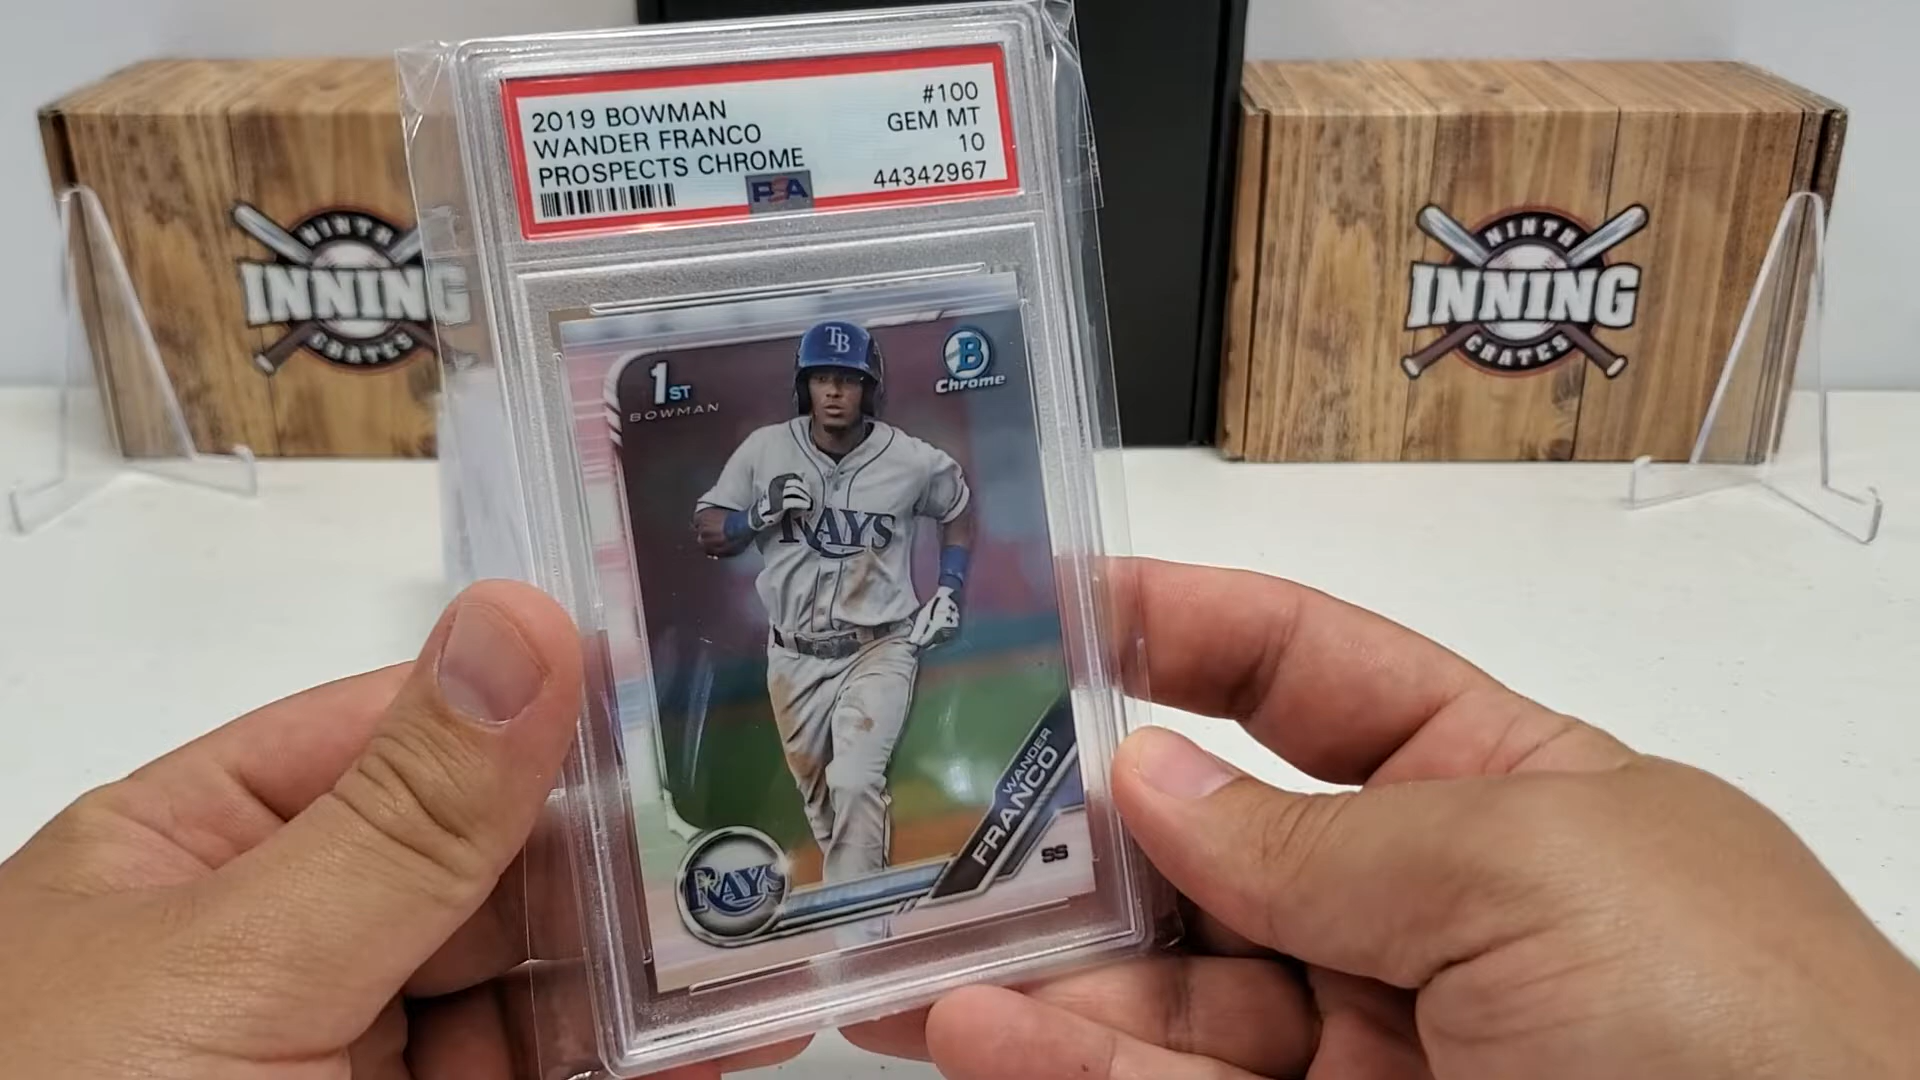 2019 BOWMAN #100
WANDER FRANCO GEM MT
PROSPECTS CHROME 10
44342967
PSA
1ST
BOWMAN
B
Chrome
TB
RAYS
WANDER
FRANCO
SS
RAYS
NINTH
INNING
CRATES
NINTH
INNING
CRATES